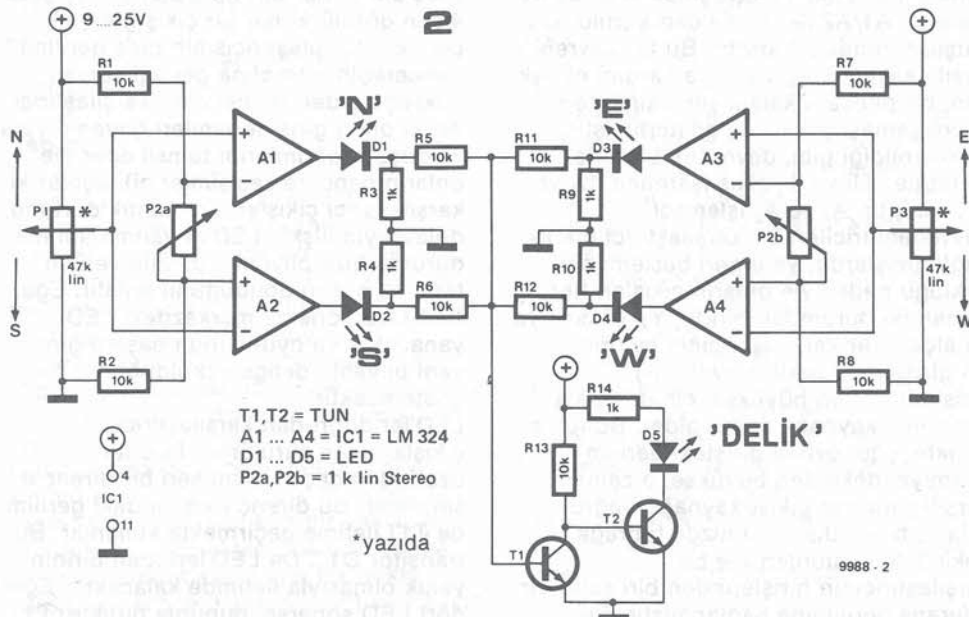 9....25V
2
R1
10k
R7
10k
'N'
'E'
N
A1
D1
R5
10k
R11
10k
D3
A3
E
R3
1k
R9
1k
P1
*
P2a
P2b
P3
*
47k
lin
47k
lin
R4
1k
R10
1k
S
A2
D2
R6
10k
R12
10k
D4
A4
W
'S'
'W'
R2
10k
R8
10k
R14
1k
T1,T2 = TUN
A1 ... A4 = IC1 = LM 324
D1 ... D5 = LED
P2a,P2b = 1 k lin Stereo
D5
"DELİK"
R13
10k
4
IC1
11
*yazıda
T2
T1
9988 - 2